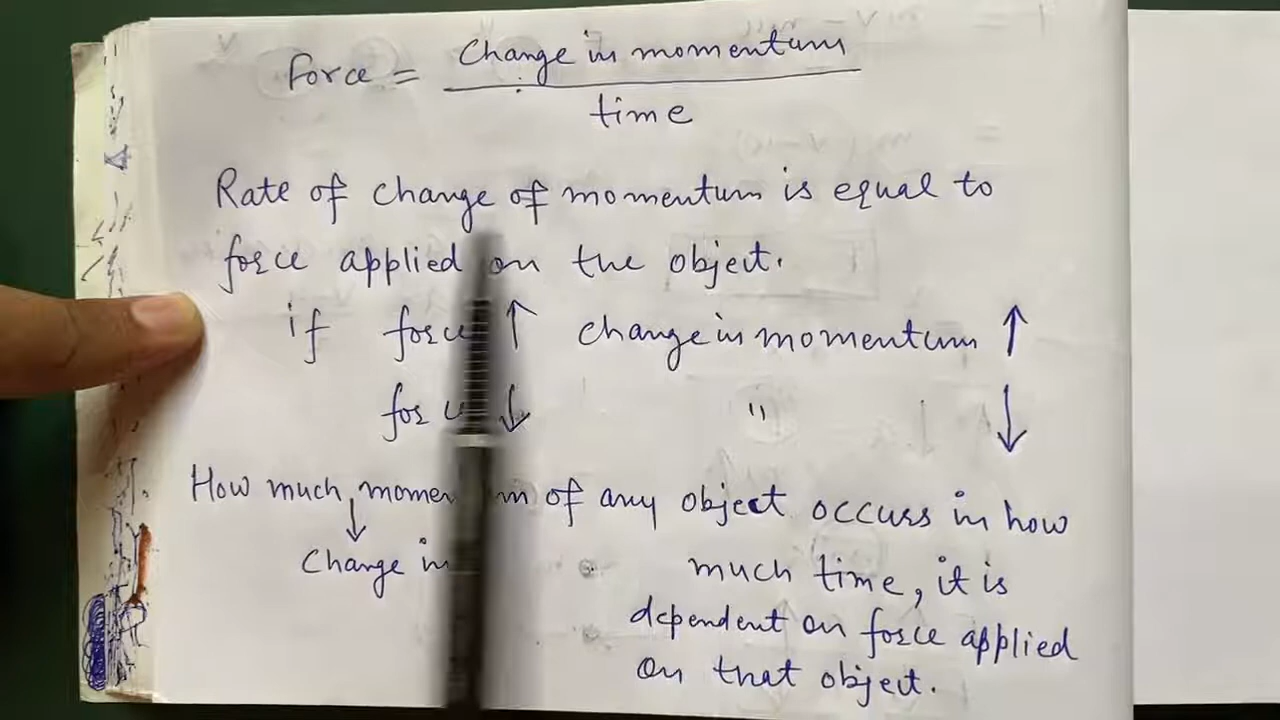 Force = Change in momentum
time
Rate of change of momentum is equal to
force applied on the object.
if force ↑ change in momentum ↑
force ↓ " ↓
How much of any object occurs in how
Change in much time, it is
dependent on force applied
on that object.